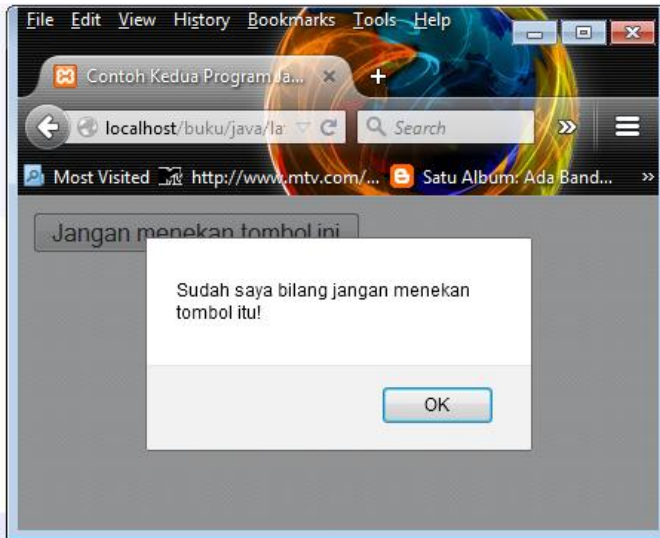 File Edit View History Bookmarks Tools Help
Contoh Kedua Program Ja...
localhost/buku/java/la
Search
Most Visited http://www.mtv.com/... Satu Album: Ada Band... »
Jangan menekan tombol ini
Sudah saya bilang jangan menekan
tombol itu!
OK